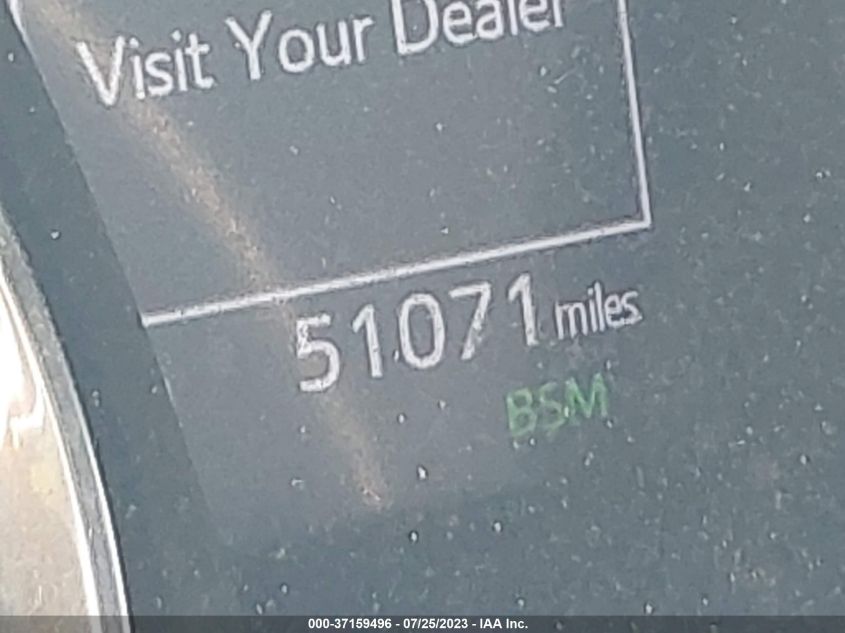 Visit Your Dealer
51071 miles
BSM
000-37159496 - 07/25/2023 - IAA Inc.